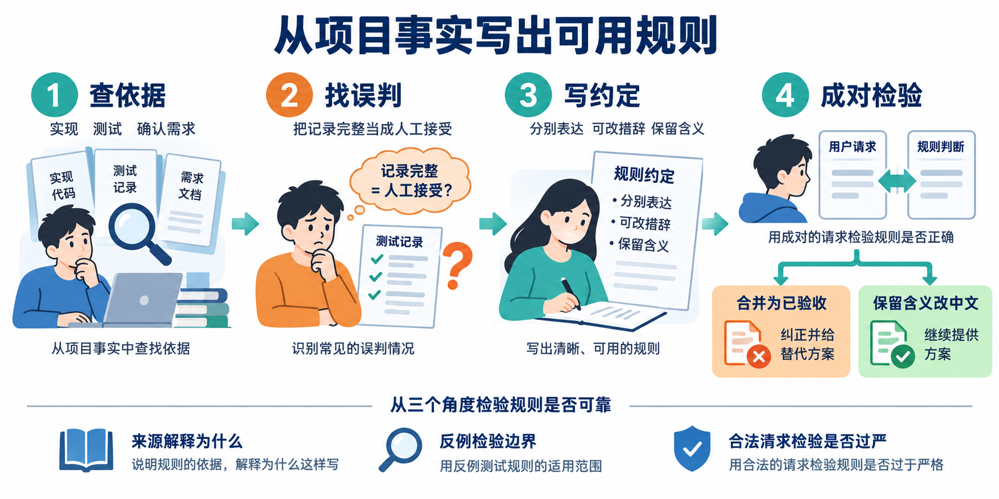 从项目事实写出可用规则
1 查依据
实现 测试 确认需求
实现
代码
测试
记录
需求
文档
从项目事实中查找依据
2 找误判
把记录完整当成人工接受
记录完整
= 人工接受?
测试记录
?
识别常见的误判情况
3 写约定
分别表达 可改措辞 保留含义
规则约定
• 分别表达
• 可改措辞
• 保留含义
写出清晰、可用的规则
4 成对检验
用户请求
规则判断
用成对的请求检验规则是否正确
合并为已验收
纠正并给
替代方案
保留含义改中文
继续提供
方案
从三个角度检验规则是否可靠
来源解释为什么
说明规则的依据，解释为什么这样写
反例检验边界
用反例测试规则的适用范围
合法请求检验是否过严
用合法的请求检验规则是否过于严格